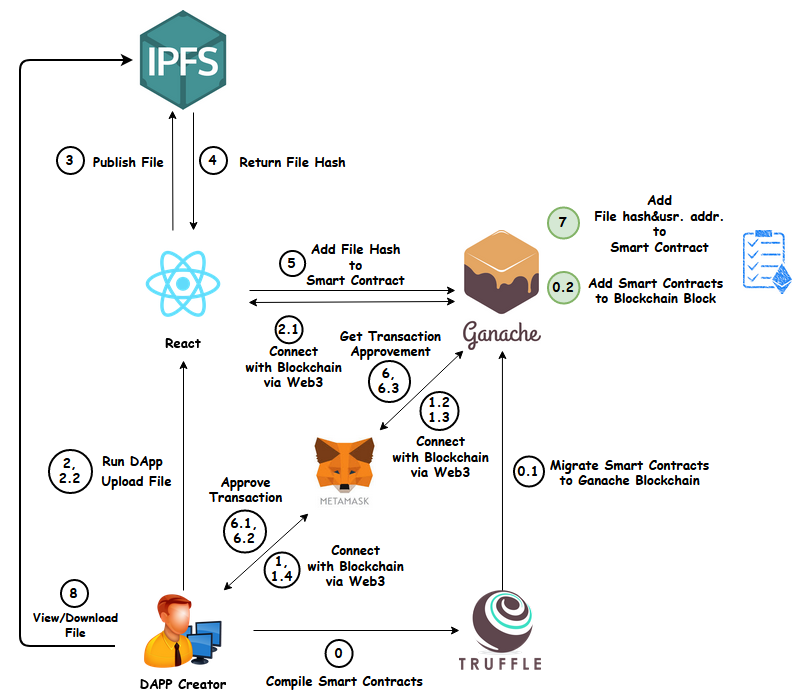 IPFS
3
Publish File
4
Return File Hash
7
Add
File hash&usr. addr.
to
Smart Contract
5
Add File Hash
to
Smart Contract
0.2
Add Smart Contracts
to Blockchain Block
React
2.1
Connect
with Blockchain
via Web3
Ganache
Get Transaction
Approvement
6,
6.3
1.2
1.3
Connect
with Blockchain
via Web3
2,
2.2
Run DApp
Upload File
METAMASK
0.1
Migrate Smart Contracts
to Ganache Blockchain
Approve
Transaction
6.1,
6.2
1,
1.4
Connect
with Blockchain
via Web3
8
View/Download
File
DAPP Creator
0
Compile Smart Contracts
TRUFFLE